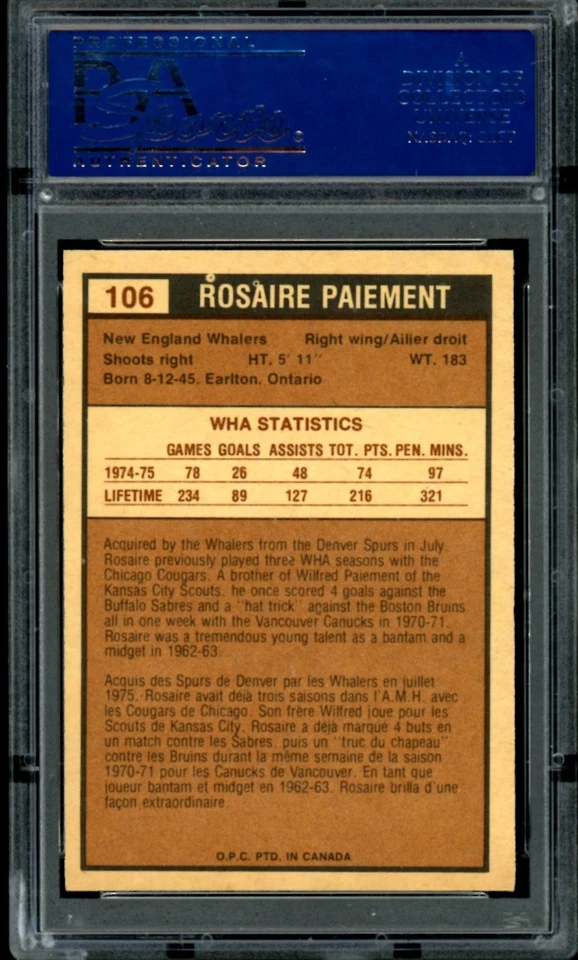 PROFESSIONAL
PSA
Sports ®
AUTHENTICATOR
A
DIVISION OF
COLLECTORS
UNIVERSE
NASDAQ: CLCT
106 ROSAIRE PAIEMENT
New England Whalers Right wing/Ailier droit
Shoots right HT. 5' 11" WT. 183
Born 8-12-45. Earlton. Ontario
WHA STATISTICS
GAMES GOALS ASSISTS TOT. PTS. PEN. MINS.
1974-75 78 26 48 74 97
LIFETIME 234 89 127 216 321
Acquired by the Whalers from the Denver Spurs in July.
Rosaire previously played three WHA seasons with the
Chicago Cougars. A brother of Wilfred Paiement of the
Kansas City Scouts, he once scored 4 goals against the
Buffalo Sabres and a "hat trick" against the Boston Bruins
all in one week with the Vancouver Canucks in 1970-71.
Rosaire was a tremendous young talent as a bantam and a
midget in 1962-63.
Acquis des Spurs de Denver par les Whalers en juillet
1975. Rosaire avait déjà trois saisons dans l'A.M.H. avec
les Cougars de Chicago. Son frère Wilfred joue pour les
Scouts de Kansas City. Rosaire a déjà marqué 4 buts en
un match contre les Sabres, puis un "truc du chapeau"
contre les Bruins durant la même semaine de la saison
1970-71 pour les Canucks de Vancouver. En tant que
joueur bantam et midget en 1962-63. Rosaire brilla d'une
façon extraordinaire.
O.P.C. PTD. IN CANADA